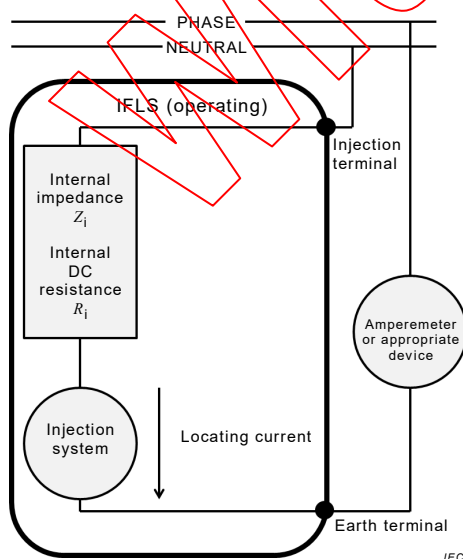 PHASE
NEUTRAL
IFLS (operating)
Injection
terminal
Internal
impedance
Zi
Internal
DC
resistance
Ri
Amperemeter
or appropriate
device
Injection
system
Locating current
Earth terminal
IEC